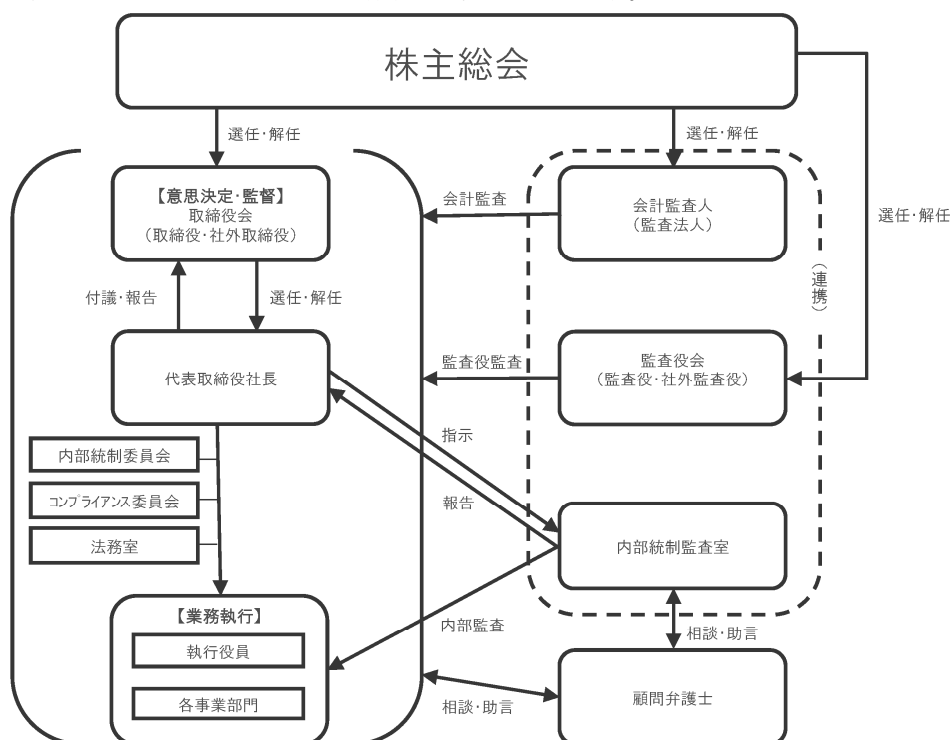 株主総会
選任・解任
選任・解任
選任・解任
【意思決定・監督】
取締役会
（取締役・社外取締役）
会計監査
会計監査人
（監査法人）
（連携）
付議・報告
選任・解任
代表取締役社長
監査役監査
監査役会
（監査役・社外監査役）
指示
報告
内部統制委員会
コンプライアンス委員会
法務室
内部統制監査室
【業務執行】
執行役員
各事業部門
内部監査
相談・助言
相談・助言
顧問弁護士